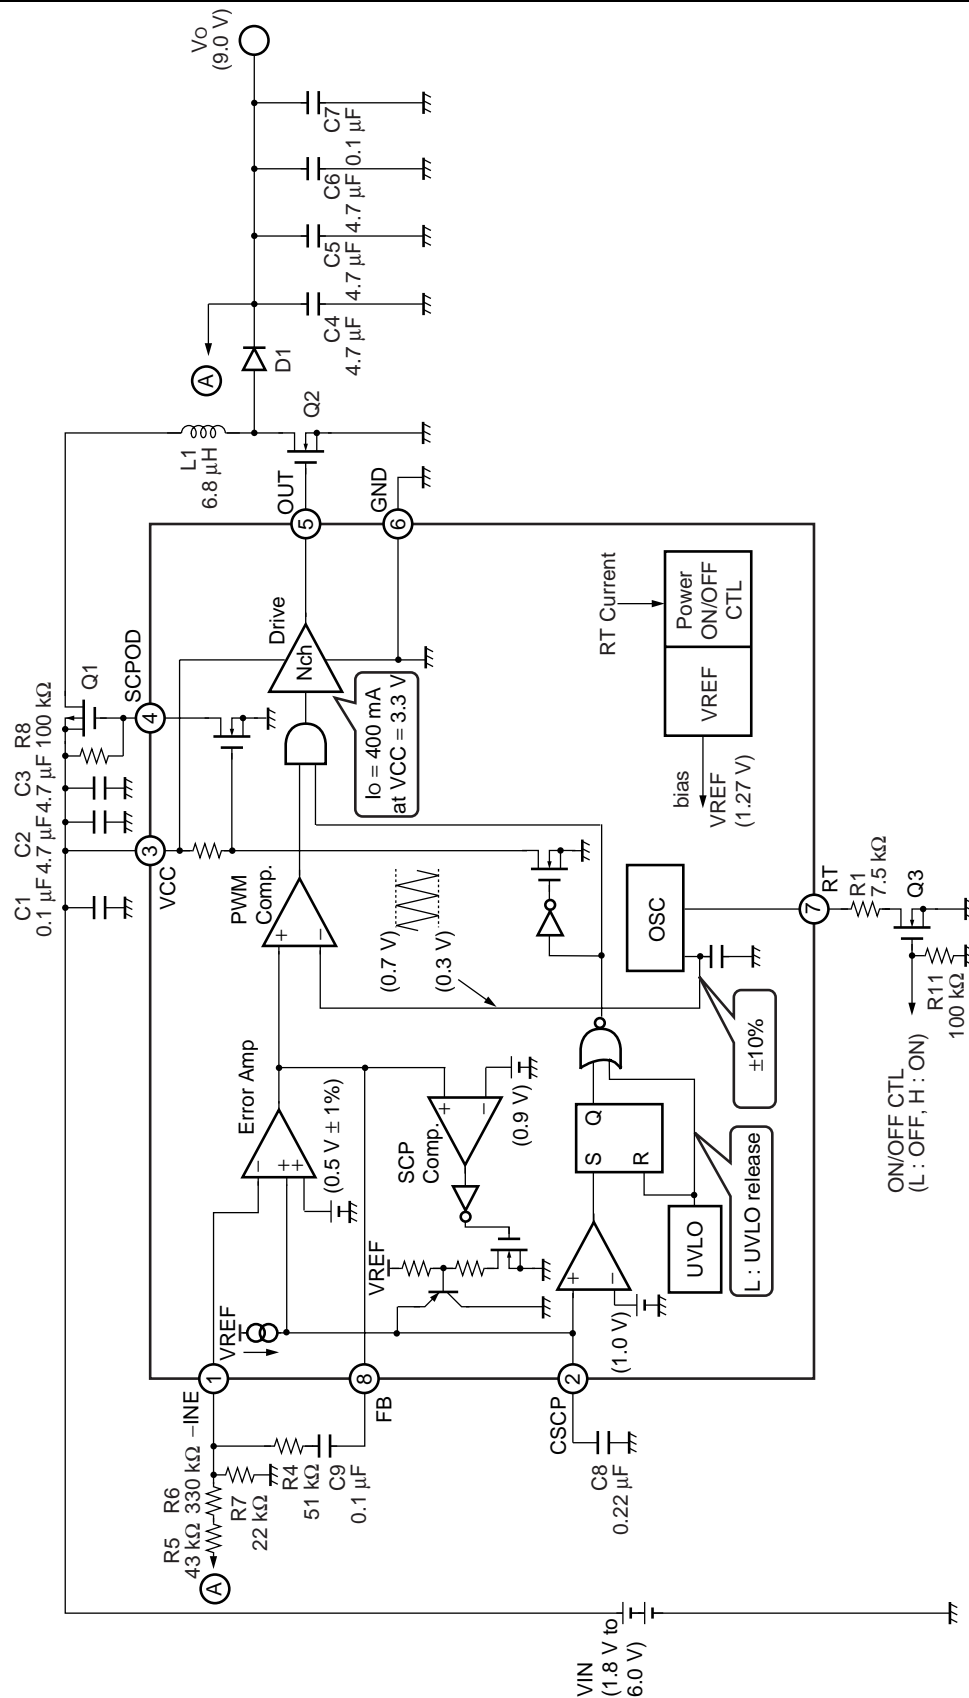 VIN
(1.8 V to
6.0 V)
A
R5
43 kΩ
R6
330 kΩ
R7
22 kΩ
R4
51 kΩ
C9
0.1 µF
−INE
1
8
FB
CSCP
2
C8
0.22 µF
VREF
Error Amp
−
+
+
(0.5 V ± 1%)
VREF
SCP
Comp.
+
−
(0.9 V)
+
−
(1.0 V)
S
R
Q
UVLO
L : UVLO release
C1
0.1 µF
C2
4.7 µF
C3
4.7 µF
R8
100 kΩ
Q1
3
VCC
4
SCPOD
PWM
Comp.
+
−
(0.7 V)
(0.3 V)
OSC
±10%
Drive
Nch
IO = 400 mA
at VCC = 3.3 V
OUT
5
GND
6
RT Current
Power
ON/OFF
CTL
VREF
bias
VREF
(1.27 V)
7
RT
R1
7.5 kΩ
Q3
R11
100 kΩ
ON/OFF CTL
(L : OFF, H : ON)
L1
6.8 µH
Q2
D1
A
C4
4.7 µF
C5
4.7 µF
C6
4.7 µF
C7
0.1 µF
VO
(9.0 V)